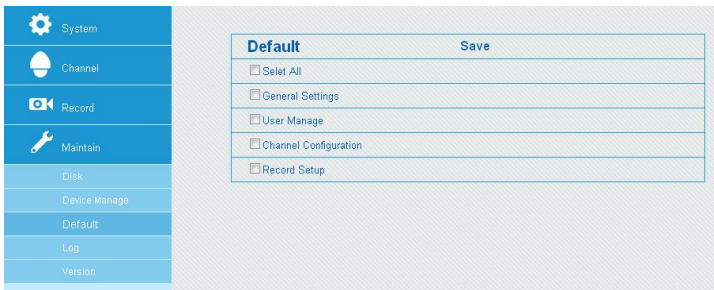 System
Channel
Record
Maintain
Disk
Device Manage
Default
Log
Version
Default Save
Selet All
General Settings
User Manage
Channel Configuration
Record Setup